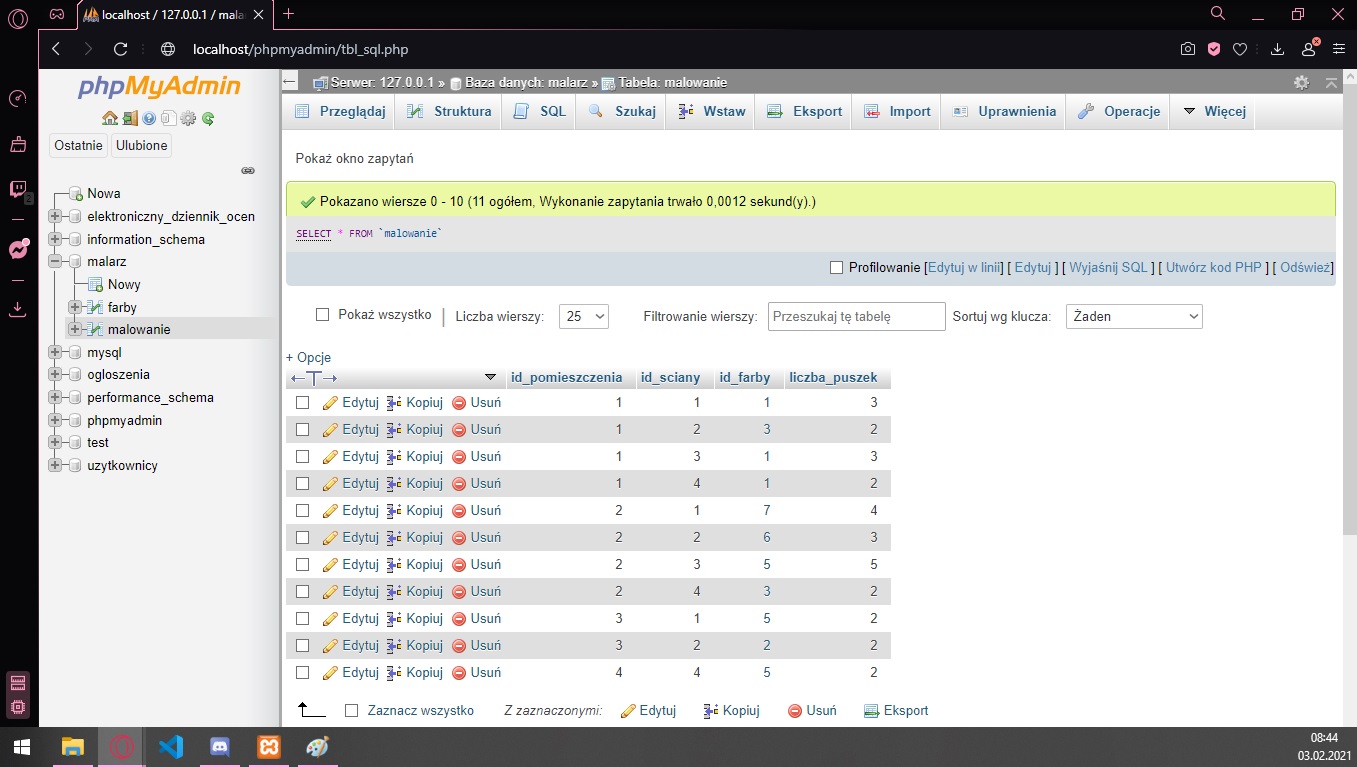 localhost / 127.0.0.1 / mala
localhost/phpmyadmin/tbl_sql.php
phpMyAdmin
Ostatnie Ulubione
Nowa
elektroniczny_dziennik_ocen
information_schema
malarz
Nowy
farby
malowanie
mysql
ogloszenia
performance_schema
phpmyadmin
test
uzytkownicy
Serwer: 127.0.0.1 » Baza danych: malarz » Tabela: malowanie
Przeglądaj Struktura SQL Szukaj Wstaw Eksport Import Uprawnienia Operacje Więcej
Pokaż okno zapytań
Pokazano wiersze 0 - 10 (11 ogółem, Wykonanie zapytania trwało 0,0012 sekund(y).)
SELECT * FROM `malowanie`
Profilowanie [Edytuj w linii] [ Edytuj ] [ Wyjaśnij SQL ] [ Utwórz kod PHP ] [ Odśwież]
Pokaż wszystko | Liczba wierszy: 25 Filtrowanie wierszy: Przeszukaj tę tabelę Sortuj wg klucza: Żaden
+ Opcje
id_pomieszczenia id_sciany id_farby liczba_puszek
Edytuj Kopiuj Usuń 1 1 1 3
Edytuj Kopiuj Usuń 1 2 3 2
Edytuj Kopiuj Usuń 1 3 1 3
Edytuj Kopiuj Usuń 1 4 1 2
Edytuj Kopiuj Usuń 2 1 7 4
Edytuj Kopiuj Usuń 2 2 6 3
Edytuj Kopiuj Usuń 2 3 5 5
Edytuj Kopiuj Usuń 2 4 3 2
Edytuj Kopiuj Usuń 3 1 5 2
Edytuj Kopiuj Usuń 3 2 2 2
Edytuj Kopiuj Usuń 4 4 5 2
Zaznacz wszystko Z zaznaczonymi: Edytuj Kopiuj Usuń Eksport
08:44
03.02.2021